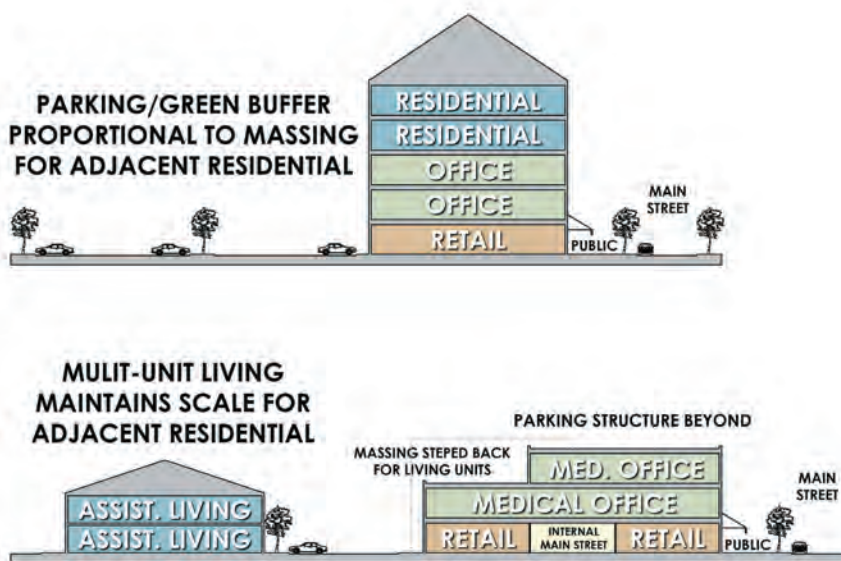 PARKING/GREEN BUFFER
PROPORTIONAL TO MASSING
FOR ADJACENT RESIDENTIAL
RESIDENTIAL
RESIDENTIAL
OFFICE
OFFICE
RETAIL
MAIN
STREET
PUBLIC
MULIT-UNIT LIVING
MAINTAINS SCALE FOR
ADJACENT RESIDENTIAL
ASSIST. LIVING
ASSIST. LIVING
PARKING STRUCTURE BEYOND
MASSING STEPED BACK
FOR LIVING UNITS
MED. OFFICE
MEDICAL OFFICE
RETAIL
INTERNAL
MAIN STREET
RETAIL
MAIN
STREET
PUBLIC